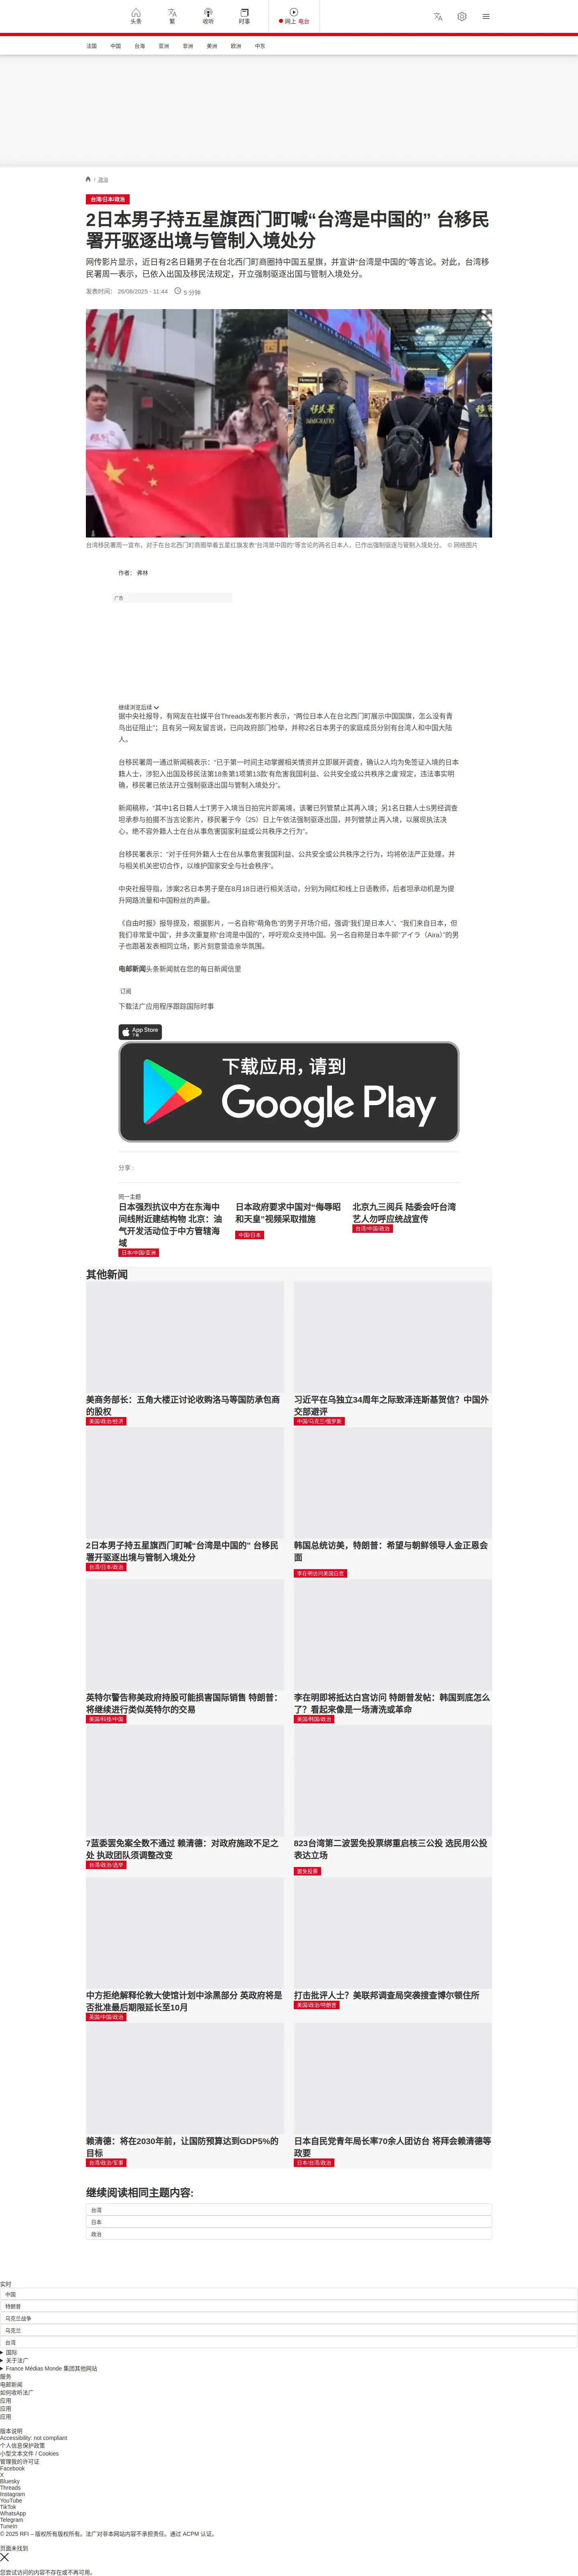 头条
繁
收听
时事
网上 电台
法国
中国
台海
亚洲
非洲
美洲
欧洲
中东
/ 政治
台湾/日本/政治
2日本男子持五星旗西门町喊“台湾是中国的” 台移民
署开驱逐出境与管制入境处分
网传影片显示，近日有2名日籍男子在台北西门町商圈持中国五星旗，并宣讲“台湾是中国的”等言论。对此，台湾移
民署周一表示，已依入出国及移民法规定，开立强制驱逐出国与管制入境处分。
发表时间： 26/08/2025 - 11:44
5 分钟
移民署
台湾移民署周一宣布，对于在台北西门町商圈举着五星红旗发表“台湾是中国的”等言论的两名日本人，已作出强制驱逐与管制入境处分。 © 网络图片
作者： 弗林
广告
继续浏览后续
据中央社报导，有网友在社媒平台Threads发布影片表示，“两位日本人在台北西门町展示中国国旗，怎么没有青
鸟出征阻止”；且有另一网友留言说，已向政府部门检举，并称2名日本男子的家庭成员分别有台湾人和中国大陆
人。
台移民署周一通过新闻稿表示：“已于第一时间主动掌握相关情资并立即展开调查，确认2人均为免签证入境的日本
籍人士，涉犯入出国及移民法第18条第1项第13款‘有危害我国利益、公共安全或公共秩序之虞’规定，违法事实明
确，移民署已依法开立强制驱逐出国及管制入境处分”。
新闻稿称，“其中1名日籍人士T男于入境当日拍完片即离境，该署已列管禁止其再入境；另1名日籍人士S男经调查
坦承参与拍摄不当言论影片，移民署于今（25）日上午依法强制驱逐出国，并列管禁止再入境，以展现执法决
心，绝不容外籍人士在台从事危害国家利益或公共秩序之行为”。
台移民署表示：“对于任何外籍人士在台从事危害我国利益、公共安全或公共秩序之行为，均将依法严正处理，并
与相关机关密切合作，以维护国家安全与社会秩序”。
中央社报导指，涉案2名日本男子是在8月18日进行相关活动，分别为网红和线上日语教师，后者坦承动机是为提
升网路流量和中国粉丝的声量。
《自由时报》报导提及，根据影片，一名自称“萌角色”的男子开场介绍，强调“我们是日本人”、“我们来自日本，但
我们非常爱中国”，并多次重复称“台湾是中国的”，呼吁观众支持中国。另一名自称是日本牛郎“アイラ（Aira）”的男
子也跟著发表相同立场，影片刻意营造亲华氛围。
电邮新闻头条新闻就在您的每日新闻信里
订阅
下载法广应用程序跟踪国际时事
App Store
下载
下载应用，请到
Google Play
分享 :
同一主题
日本强烈抗议中方在东海中
间线附近建结构物 北京：油
气开发活动位于中方管辖海
域
日本/中国/亚洲
日本政府要求中国对“侮辱昭
和天皇”视频采取措施
中国/日本
北京九三阅兵 陆委会吁台湾
艺人勿呼应统战宣传
台湾/中国/政治
其他新闻
美商务部长：五角大楼正讨论收购洛马等国防承包商
的股权
美国/政治/经济
习近平在乌独立34周年之际致泽连斯基贺信？中国外
交部避评
中国/乌克兰/俄罗斯
2日本男子持五星旗西门町喊“台湾是中国的” 台移民
署开驱逐出境与管制入境处分
台湾/日本/政治
韩国总统访美，特朗普：希望与朝鲜领导人金正恩会
面
李在明访问美国白宫
英特尔警告称美政府持股可能损害国际销售 特朗普：
将继续进行类似英特尔的交易
美国/科技/中国
李在明即将抵达白宫访问 特朗普发帖：韩国到底怎么
了？看起来像是一场清洗或革命
美国/韩国/政治
7蓝委罢免案全数不通过 赖清德：对政府施政不足之
处 执政团队须调整改变
台湾/政治/选举
823台湾第二波罢免投票绑重启核三公投 选民用公投
表达立场
罢免投票
中方拒绝解释伦敦大使馆计划中涂黑部分 英政府将是
否批准最后期限延长至10月
英国/中国/政治
打击批评人士？美联邦调查局突袭搜查博尔顿住所
美国/政治/特朗普
赖清德：将在2030年前，让国防预算达到GDP5%的
目标
台湾/政治/军事
日本自民党青年局长率70余人团访台 将拜会赖清德等
政要
日本/台湾/政治
继续阅读相同主题内容:
台湾
日本
政治
实时
中国
特朗普
乌克兰战争
乌克兰
台湾
国际
关于法广
France Médias Monde 集团其他网站
服务
电邮新闻
如何收听法广
应用
应用
应用
版本说明
Accessibility: not compliant
个人信息保护政策
小型文本文件 / Cookies
管理我的许可证
Facebook
X
Bluesky
Threads
Instagram
YouTube
TikTok
WhatsApp
Telegram
TuneIn
© 2025 RFI – 版权所有版权所有。法广对非本网站内容不承担责任。通过 ACPM 认证。
页面未找到
您尝试访问的内容不存在或不再可用。